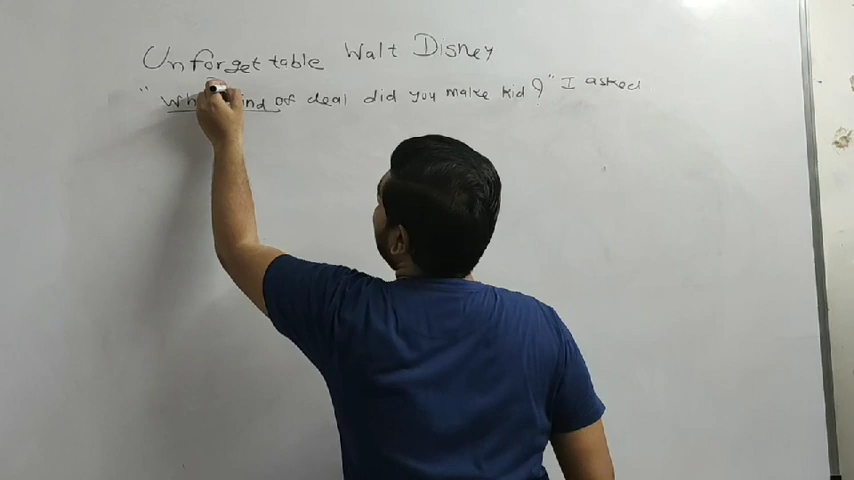 Unforgettable Walt Disney
" What kind of deal did you make kid?" I asked